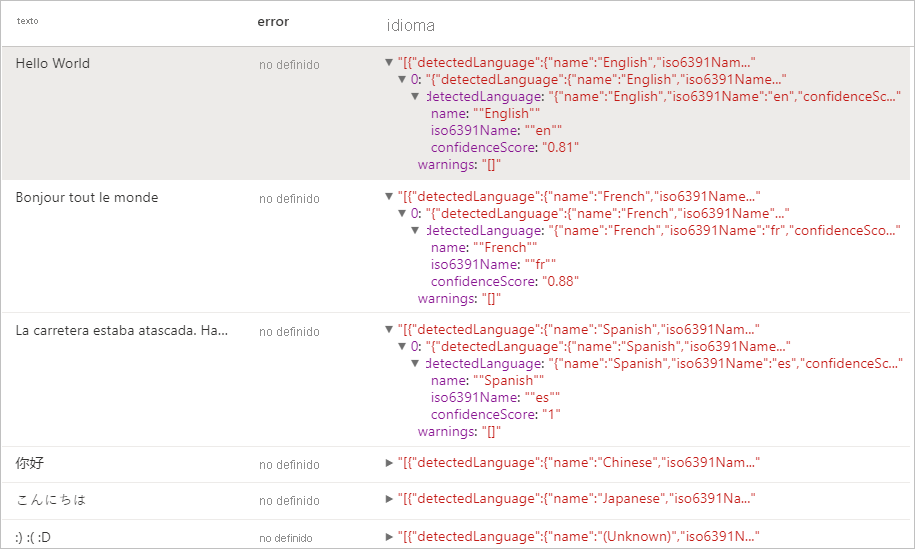 texto error idioma
Hello World no definido "[{"detectedLanguage":{"name":"English","iso6391Nam..."
0: "{"detectedLanguage":{"name":"English","iso6391Name..."
detectedLanguage: "{"name":"English","iso6391Name":"en","confidenceSc..."
name: ""English""
iso6391Name: ""en""
confidenceScore: "0.81"
warnings: "[]"
Bonjour tout le monde no definido "[{"detectedLanguage":{"name":"French","iso6391Name..."
0: "{"detectedLanguage":{"name":"French","iso6391Name"..."
detectedLanguage: "{"name":"French","iso6391Name":"fr","confidenceSco..."
name: ""French""
iso6391Name: ""fr""
confidenceScore: "0.88"
warnings: "[]"
La carretera estaba atascada. Ha... no definido "[{"detectedLanguage":{"name":"Spanish","iso6391Nam..."
0: "{"detectedLanguage":{"name":"Spanish","iso6391Name..."
detectedLanguage: "{"name":"Spanish","iso6391Name":"es","confidenceSc..."
name: ""Spanish""
iso6391Name: ""es""
confidenceScore: "1"
warnings: "[]"
你好 no definido "[{"detectedLanguage":{"name":"Chinese","iso6391Nam..."
こんにちは no definido "[{"detectedLanguage":{"name":"Japanese","iso6391Na..."
:) :( :D no definido "[{"detectedLanguage":{"name":"(Unknown)","iso6391N..."